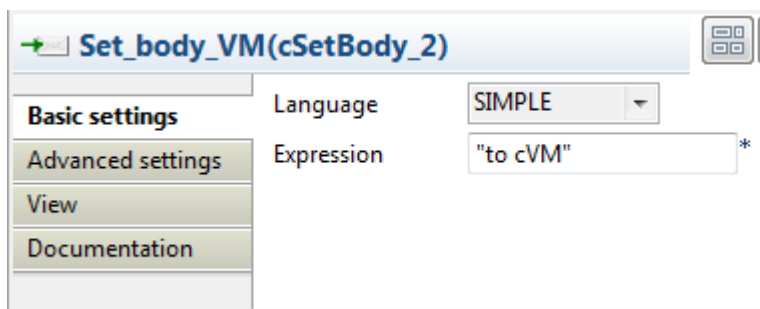 Set_body_VM(cSetBody_2)
Basic settings
Language SIMPLE
Advanced settings
Expression "to cVM" *
View
Documentation